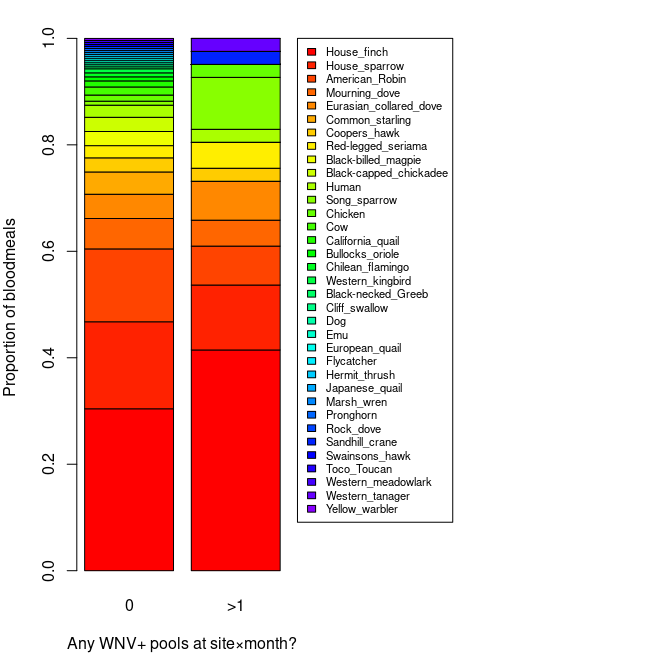 Proportion of bloodmeals
1.0
0.8
0.6
0.4
0.2
0.0
0
>1
Any WNV+ pools at site×month?
House_finch
House_sparrow
American_Robin
Mourning_dove
Eurasian_collared_dove
Common_starling
Coopers_hawk
Red-legged_seriama
Black-billed_magpie
Black-capped_chickadee
Human
Song_sparrow
Chicken
Cow
California_quail
Bullocks_oriole
Chilean_flamingo
Western_kingbird
Black-necked_Greeb
Cliff_swallow
Dog
Emu
European_quail
Flycatcher
Hermit_thrush
Japanese_quail
Marsh_wren
Pronghorn
Rock_dove
Sandhill_crane
Swainsons_hawk
Toco_Toucan
Western_meadowlark
Western_tanager
Yellow_warbler